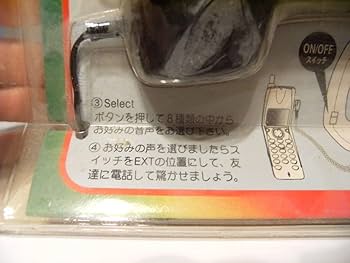 ON/OFF
スイッチ
③Select
ボタンを押して8種類の中から
お好みの音声をお選び下さい。
④ お好みの声を選びましたらス
イッチをEXTの位置にして、友
達に電話して驚かせましょう。